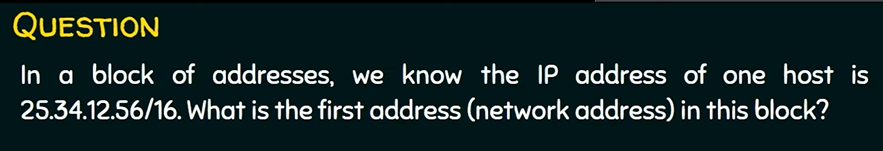 QUESTION
In a block of addresses, we know the IP address of one host is
25.34.12.56/16. What is the first address (network address) in this block?